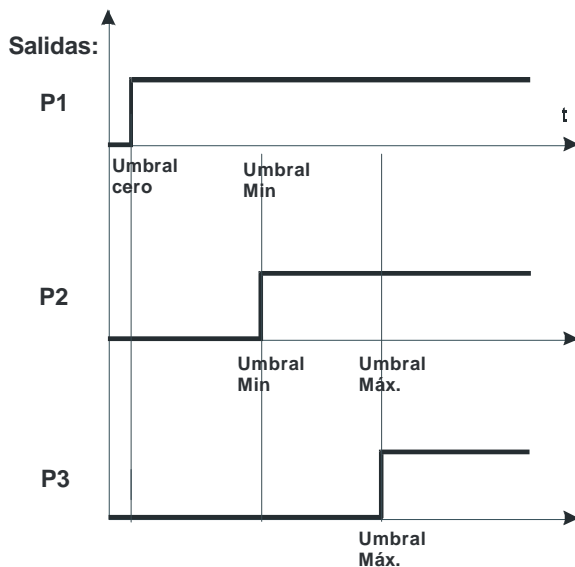 Salidas:
P1
t
Umbral
cero
Umbral
Min
P2
Umbral
Min
Umbral
Máx.
P3
Umbral
Máx.